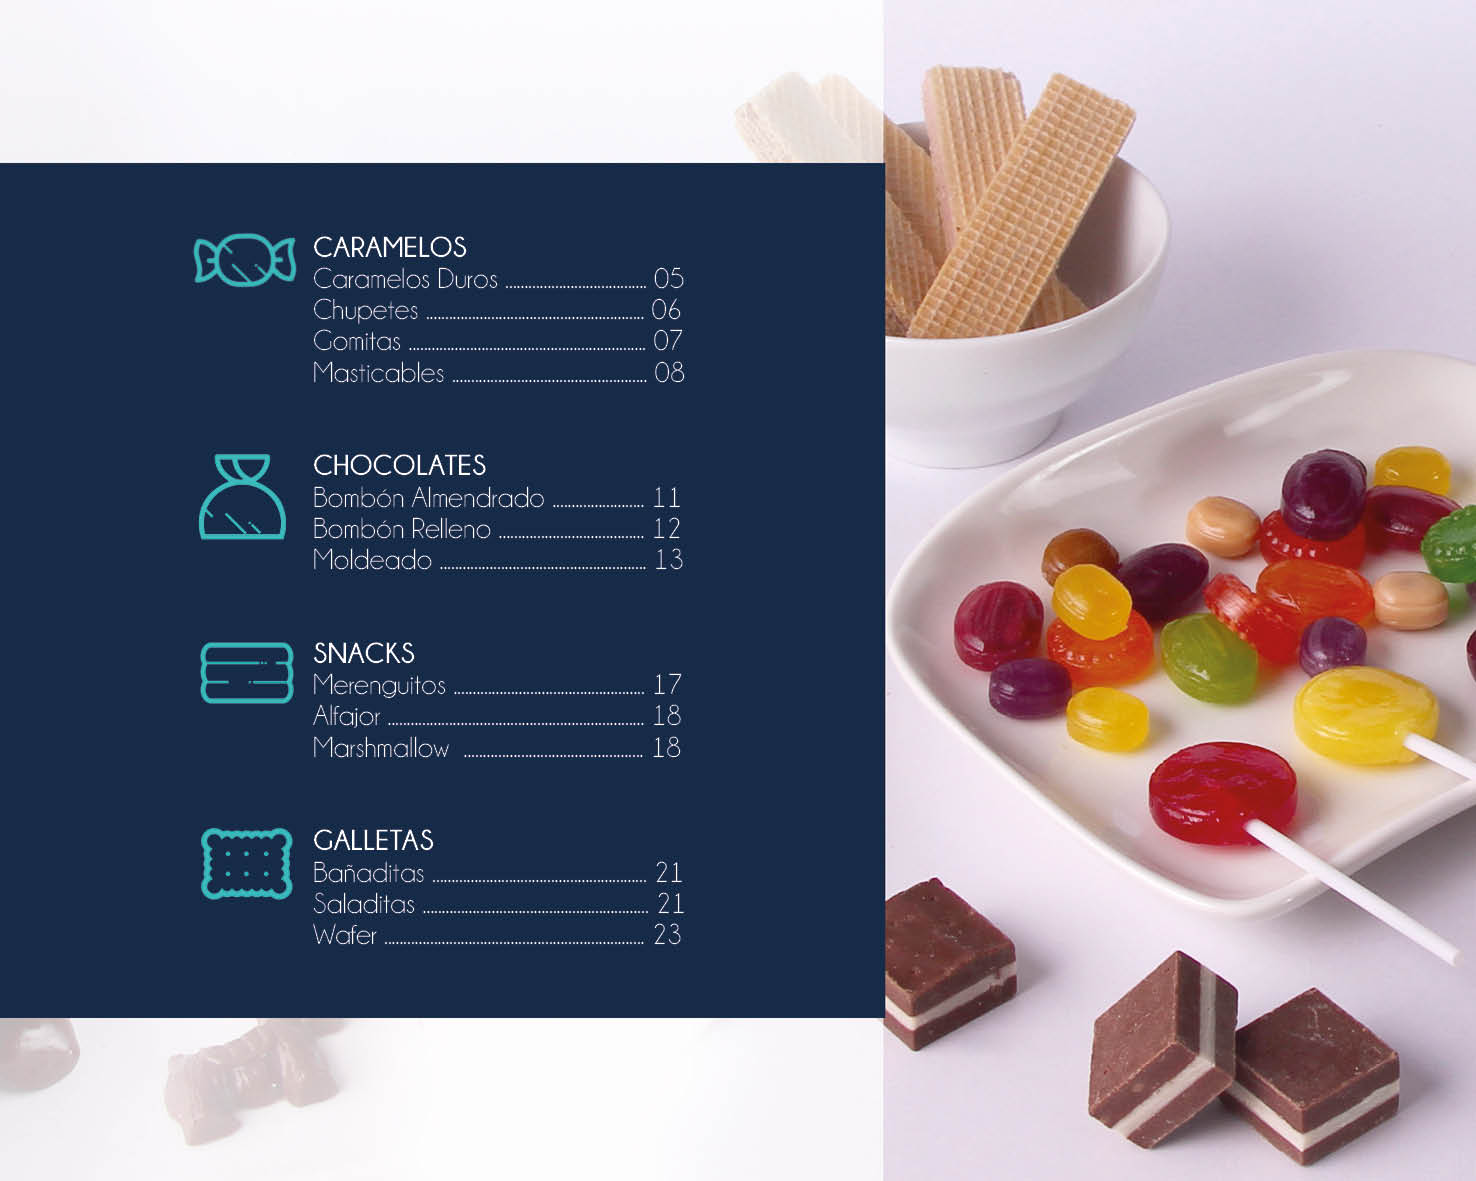 CARAMELOS
Caramelos Duros ..................................... 05
Chupetes ......................................................... 06
Gomitas .............................................................. 07
Masticables ................................................... 08
CHOCOLATES
Bombón Almendrado ........................ 11
Bombón Relleno ...................................... 12
Moldeado ...................................................... 13
SNACKS
Merenguitos .................................................. 17
Alfajor ................................................................... 18
Marshmallow ............................................... 18
GALLETAS
Bañaditas ........................................................ 21
Saladitas ........................................................... 21
Wafer .................................................................... 23